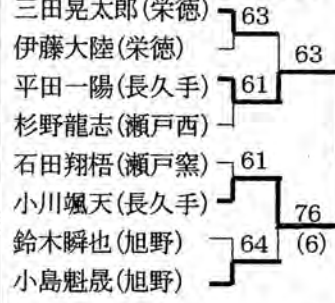 三田晃太郎(栄徳)
63
伊藤大陸(栄徳)
63
平田一陽(長久手)
61
杉野龍志(瀬戸西)
石田翔梧(瀬戸窯)
61
小川颯天(長久手)
76
(6)
鈴木瞬也(旭野)
64
小島魁晟(旭野)